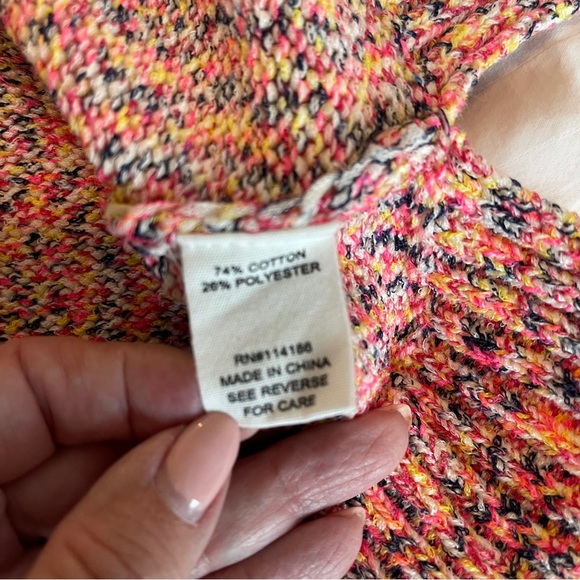 74% COTTON
26% POLYESTER
RN#114186
MADE IN CHINA
SEE REVERSE
FOR CARE